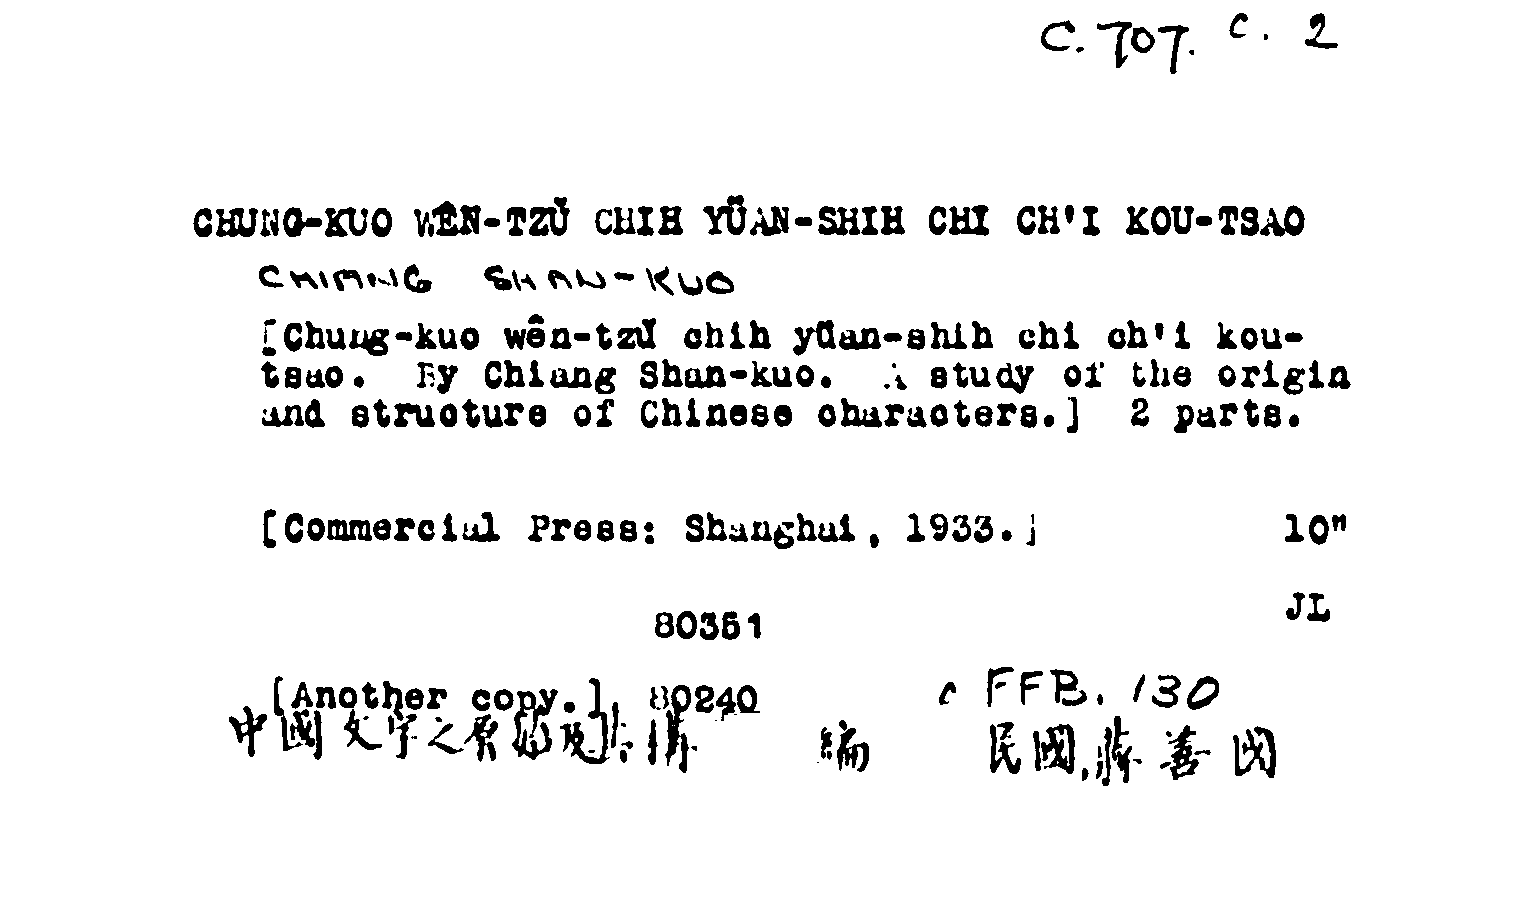 C. 707. C. 2
CHUNG-KUO WÊN-TZŬ CHIH YÜAN-SHIH CHI CH'I KOU-TSAO
CHIANG SHAN-KUO
[Chung-kuo wên-tzŭ chih yüan-shih chi ch'i kou-
tsao. By Chiang Shan-kuo. A study of the origin
and structure of Chinese characters.] 2 parts.
[Commercial Press: Shanghai, 1933.] 10"
JL
80351
[Another copy.] 80240 C FFB. 130
中國文字之原始及其構 編 民國,蔣善國